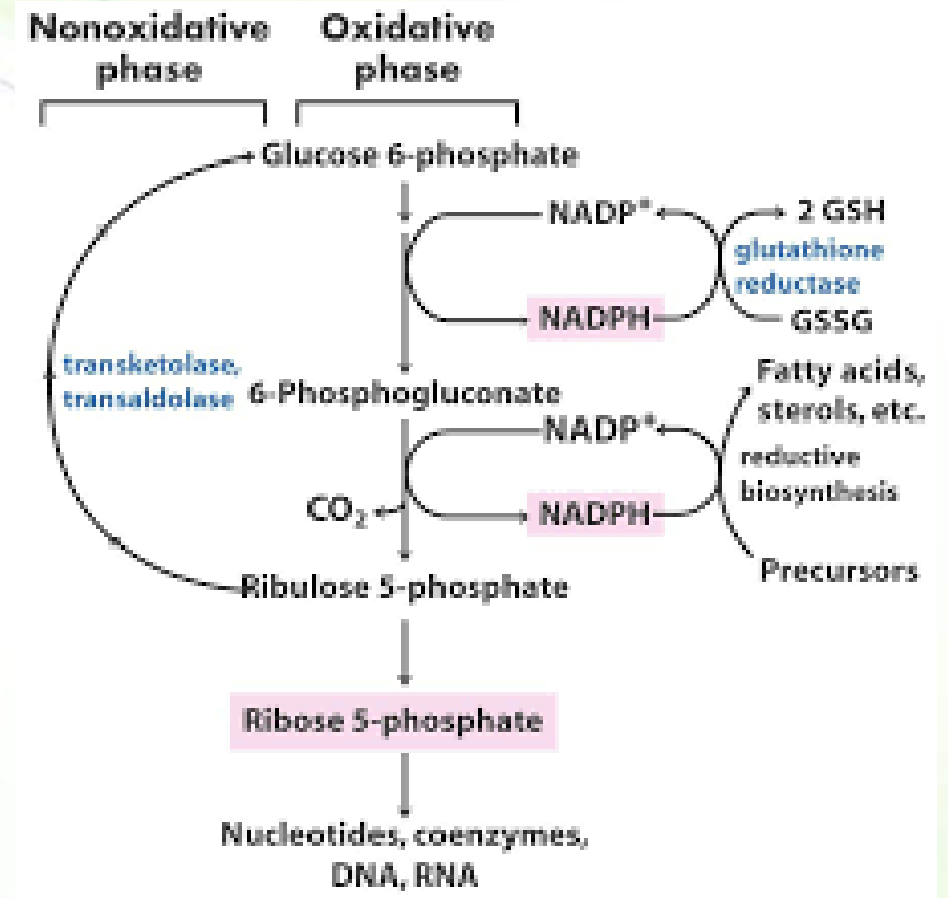 Nonoxidative phase
Oxidative phase
Glucose 6-phosphate
NADP⁺
2 GSH
glutathione
reductase
NADPH
GSSG
transketolase,
transaldolase
6-Phosphogluconate
Fatty acids,
sterols, etc.
NADP⁺
reductive
biosynthesis
CO₂
NADPH
Precursors
Ribulose 5-phosphate
Ribose 5-phosphate
Nucleotides, coenzymes,
DNA, RNA